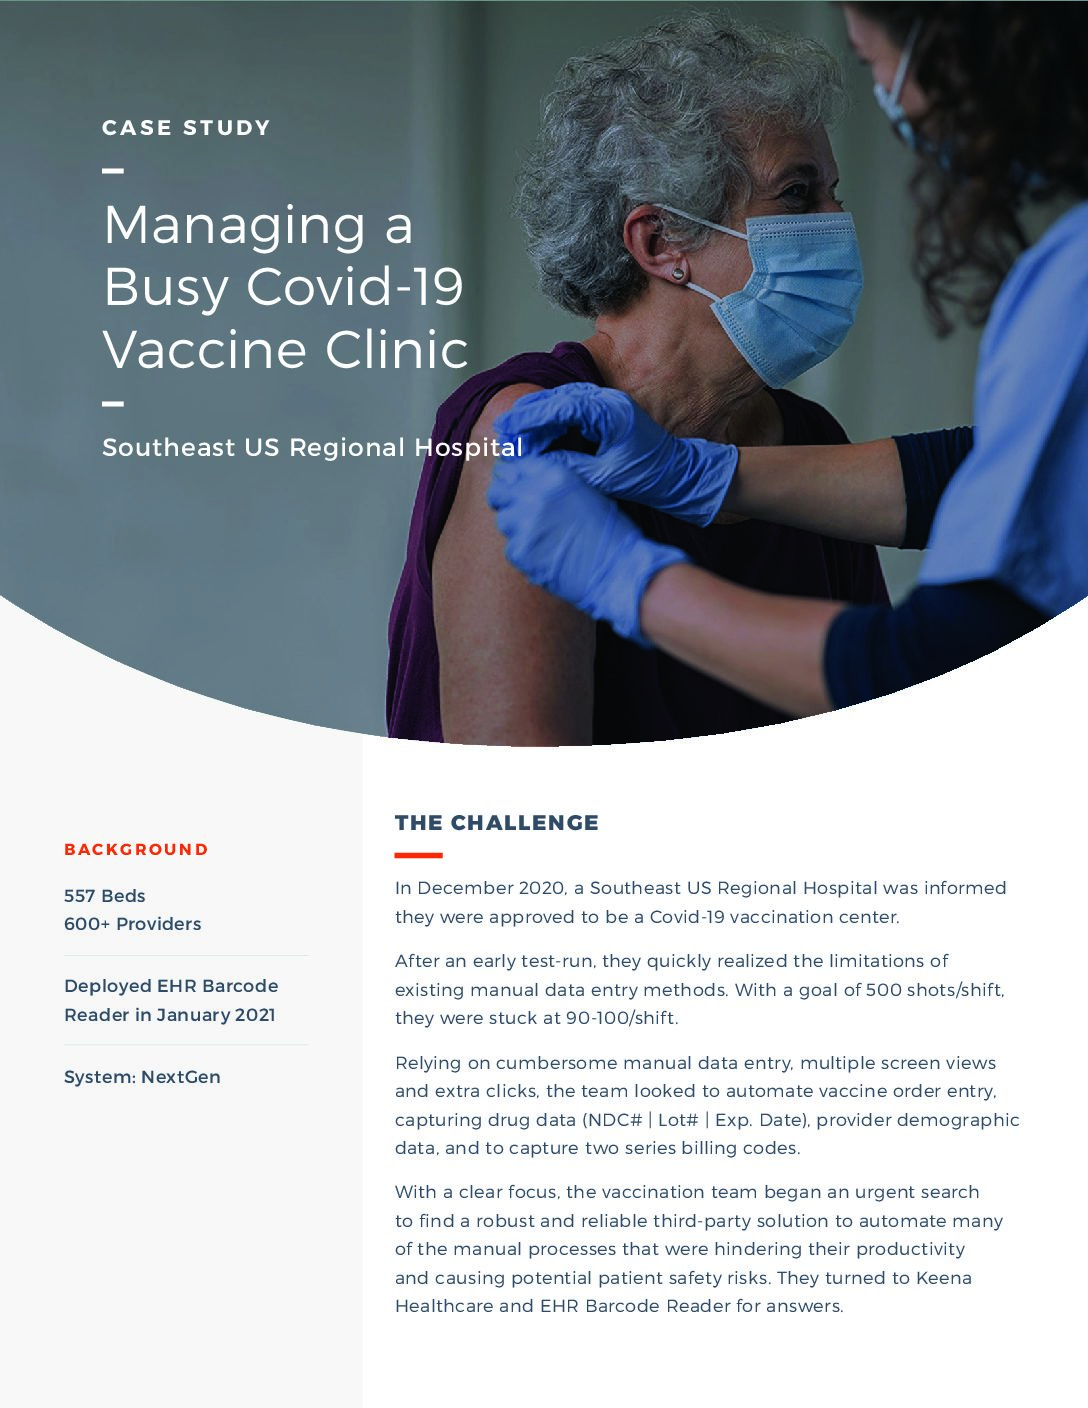 CASE STUDY
Managing a
Busy Covid-19
Vaccine Clinic
Southeast US Regional Hospital
BACKGROUND
557 Beds
600+ Providers
Deployed EHR Barcode
Reader in January 2021
System: NextGen
THE CHALLENGE
In December 2020, a Southeast US Regional Hospital was informed
they were approved to be a Covid-19 vaccination center.
After an early test-run, they quickly realized the limitations of
existing manual data entry methods. With a goal of 500 shots/shift,
they were stuck at 90-100/shift.
Relying on cumbersome manual data entry, multiple screen views
and extra clicks, the team looked to automate vaccine order entry,
capturing drug data (NDC# | Lot# | Exp. Date), provider demographic
data, and to capture two series billing codes.
With a clear focus, the vaccination team began an urgent search
to find a robust and reliable third-party solution to automate many
of the manual processes that were hindering their productivity
and causing potential patient safety risks. They turned to Keena
Healthcare and EHR Barcode Reader for answers.